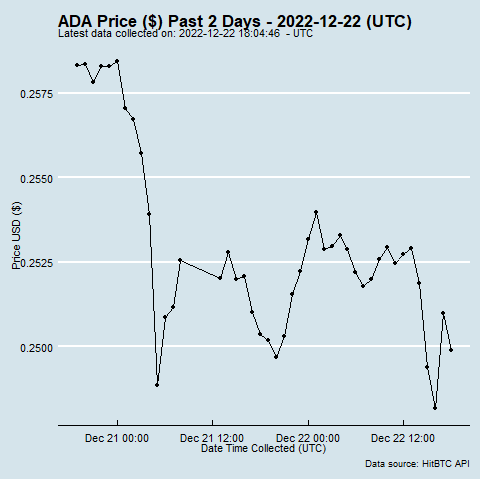 ADA Price ($) Past 2 Days - 2022-12-22 (UTC)
Latest data collected on: 2022-12-22 18:04:46 - UTC
0.2575
0.2550
0.2525
0.2500
Price USD ($)
Dec 21 00:00 Dec 21 12:00 Dec 22 00:00 Dec 22 12:00
Date Time Collected (UTC)
Data source: HitBTC API